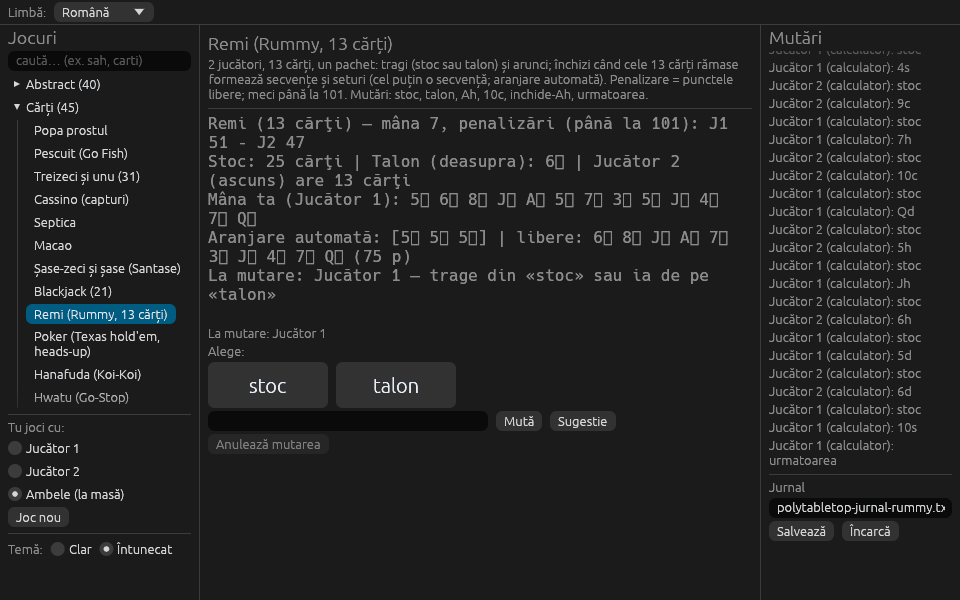 Limbă: Română
Jocuri
caută... (ex. sah, carti)
Abstract (40)
Cărți (45)
Popa prostul
Pescuit (Go Fish)
Treizeci și unu (31)
Cassino (capturi)
Septica
Macao
Șase-zeci și șase (Santase)
Blackjack (21)
Remi (Rummy, 13 cărți)
Poker (Texas hold'em,
heads-up)
Hanafuda (Koi-Koi)
Hwatu (Go-Stop)
Tu joci cu:
Jucător 1
Jucător 2
Ambele (la masă)
Joc nou
Temă: Clar Întunecat
Remi (Rummy, 13 cărți)
2 jucători, 13 cărți, un pachet: tragi (stoc sau talon) și arunci; închizi când cele 13 cărți rămase
formează secvențe și seturi (cel puțin o secvență; aranjare automată). Penalizare = punctele
libere; meci până la 101. Mutări: stoc, talon, Ah, 10c, inchide-Ah, urmatoarea.
Remi (13 cărți) — mâna 7, penalizări (până la 101): J1
51 - J2 47
Stoc: 25 cărți | Talon (deasupra): 6□ | Jucător 2
(ascuns) are 13 cărți
Mâna ta (Jucător 1): 5□ 6□ 8□ J□ A□ 5□ 7□ 3□ 5□ J□ 4□
7□ Q□
Aranjare automată: [5□ 5□ 5□] | libere: 6□ 8□ J□ A□ 7□
3□ J□ 4□ 7□ Q□ (75 p)
La mutare: Jucător 1 — trage din «stoc» sau ia de pe
«talon»
La mutare: Jucător 1
Alege:
stoc talon
Mută Sugestie
Anulează mutarea
Mutări
Jucător 2 (calculator): stoc
Jucător 1 (calculator): 4s
Jucător 2 (calculator): stoc
Jucător 2 (calculator): 9c
Jucător 1 (calculator): stoc
Jucător 1 (calculator): 7h
Jucător 2 (calculator): stoc
Jucător 2 (calculator): 10c
Jucător 1 (calculator): stoc
Jucător 1 (calculator): Qd
Jucător 2 (calculator): stoc
Jucător 2 (calculator): 5h
Jucător 1 (calculator): stoc
Jucător 1 (calculator): Jh
Jucător 2 (calculator): stoc
Jucător 2 (calculator): 6h
Jucător 1 (calculator): stoc
Jucător 1 (calculator): 5d
Jucător 2 (calculator): stoc
Jucător 2 (calculator): 6d
Jucător 1 (calculator): stoc
Jucător 1 (calculator): 10s
Jucător 1 (calculator):
urmatoarea
Jurnal
polytabletop-jurnal-rummy.tx
Salvează Încarcă